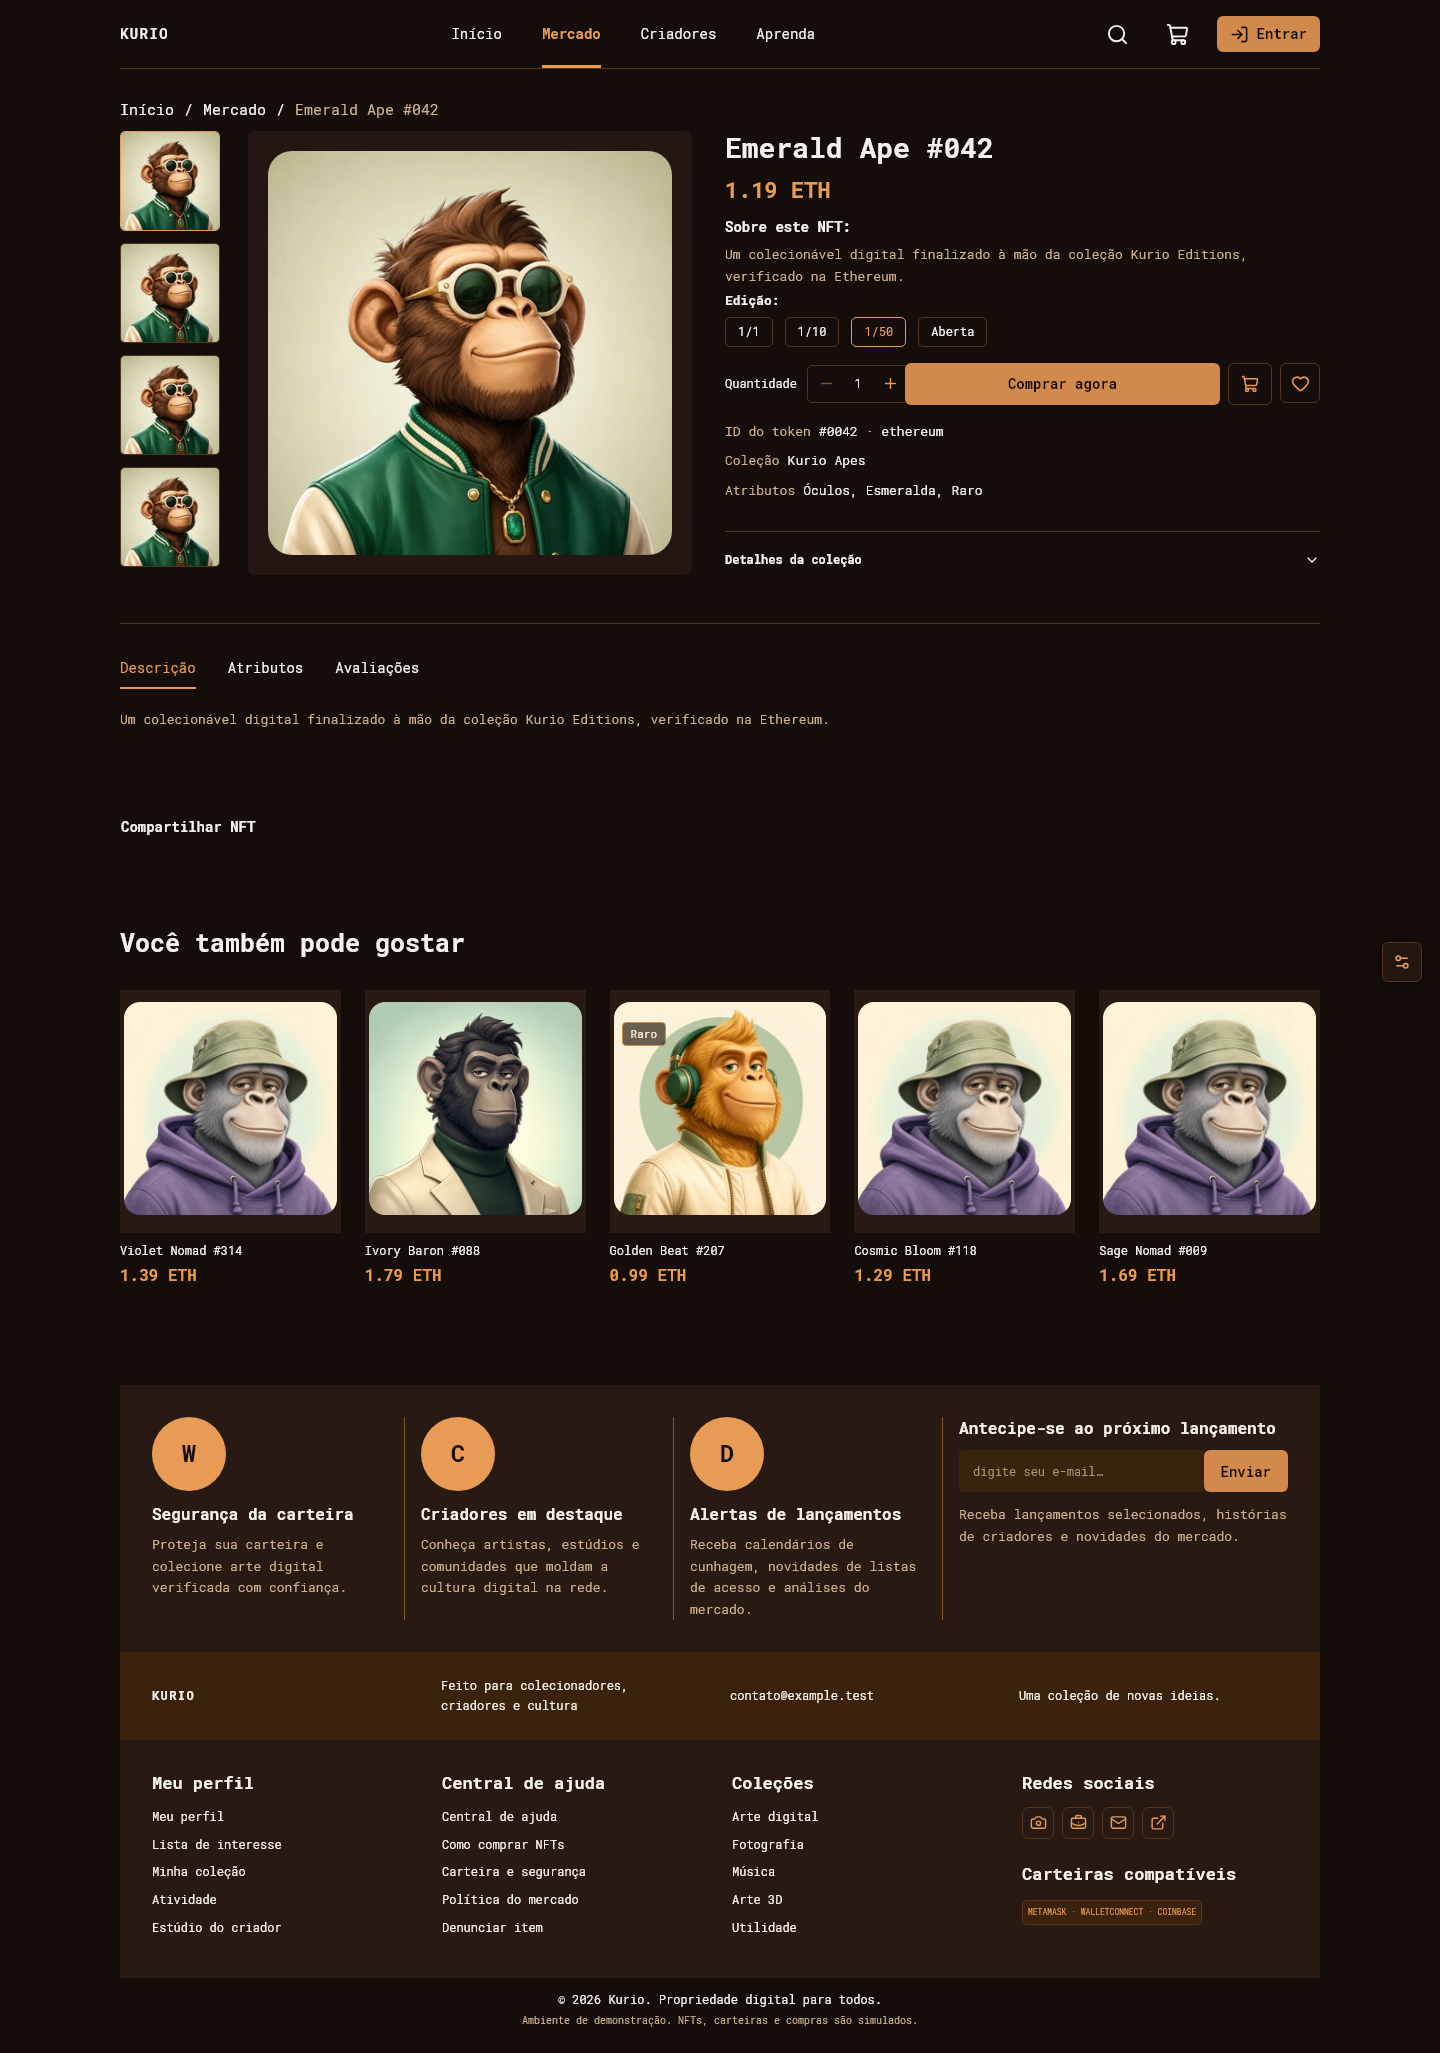 KURIO
Início
Mercado
Criadores
Aprenda
Entrar
Início / Mercado / Emerald Ape #042
Emerald Ape #042
1.19 ETH
Sobre este NFT:
Um colecionável digital finalizado à mão da coleção Kurio Editions,
verificado na Ethereum.
Edição:
1/1
1/10
1/50
Aberta
Quantidade
1
Comprar agora
ID do token #0042 · ethereum
Coleção Kurio Apes
Atributos Óculos, Esmeralda, Raro
Detalhes da coleção
Descrição
Atributos
Avaliações
Um colecionável digital finalizado à mão da coleção Kurio Editions, verificado na Ethereum.
Compartilhar NFT
Você também pode gostar
Raro
Violet Nomad #314
1.39 ETH
Ivory Baron #088
1.79 ETH
Golden Beat #207
0.99 ETH
Cosmic Bloom #118
1.29 ETH
Sage Nomad #009
1.69 ETH
W
Segurança da carteira
Proteja sua carteira e
colecione arte digital
verificada com confiança.
C
Criadores em destaque
Conheça artistas, estúdios e
comunidades que moldam a
cultura digital na rede.
D
Alertas de lançamentos
Receba calendários de
cunhagem, novidades de listas
de acesso e análises do
mercado.
Antecipe-se ao próximo lançamento
digite seu e-mail…
Enviar
Receba lançamentos selecionados, histórias
de criadores e novidades do mercado.
KURIO
Feito para colecionadores,
criadores e cultura
contato@example.test
Uma coleção de novas ideias.
Meu perfil
Meu perfil
Lista de interesse
Minha coleção
Atividade
Estúdio do criador
Central de ajuda
Central de ajuda
Como comprar NFTs
Carteira e segurança
Política do mercado
Denunciar item
Coleções
Arte digital
Fotografia
Música
Arte 3D
Utilidade
Redes sociais
Carteiras compatíveis
METAMASK · WALLETCONNECT · COINBASE
© 2026 Kurio. Propriedade digital para todos.
Ambiente de demonstração. NFTs, carteiras e compras são simulados.